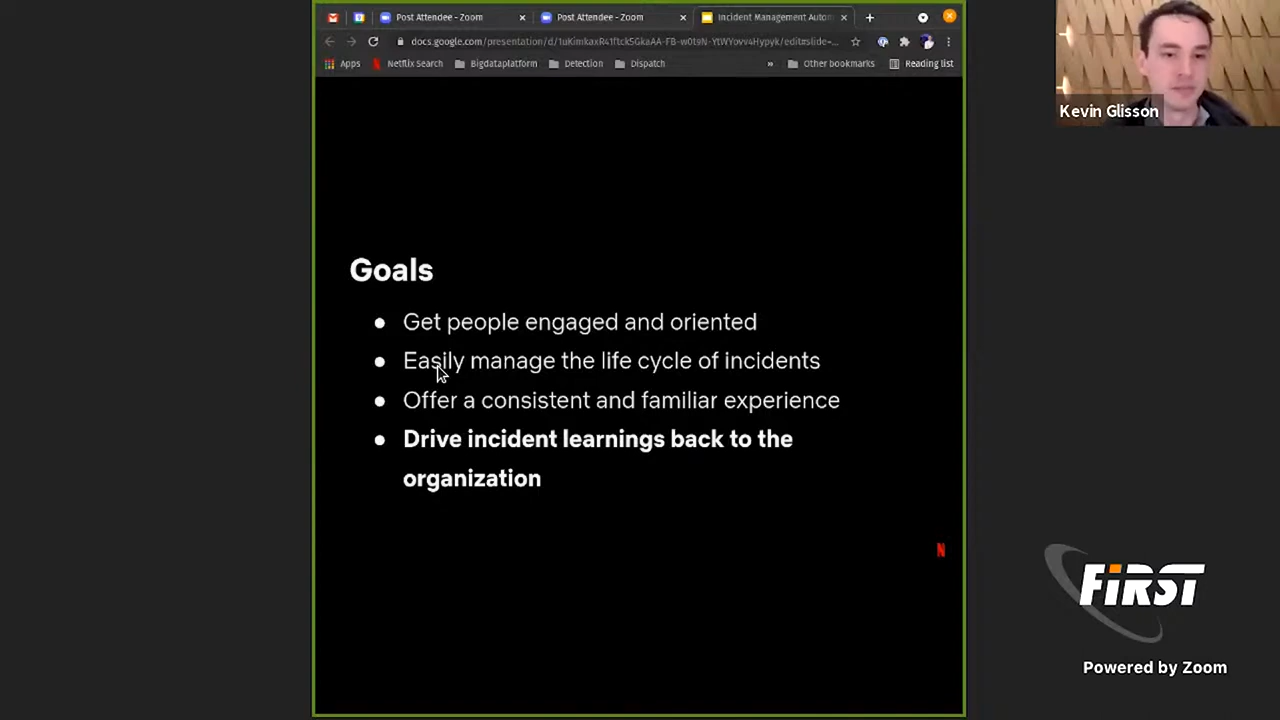 Post Attendee - Zoom
Post Attendee - Zoom
Incident Management Autom
Apps
Netflix Search
Bigdataplatform
Detection
Dispatch
»
Other bookmarks
Reading list
Kevin Glisson
Goals
● Get people engaged and oriented
● Easily manage the life cycle of incidents
● Offer a consistent and familiar experience
● Drive incident learnings back to the
organization
N
FiRST
Powered by Zoom